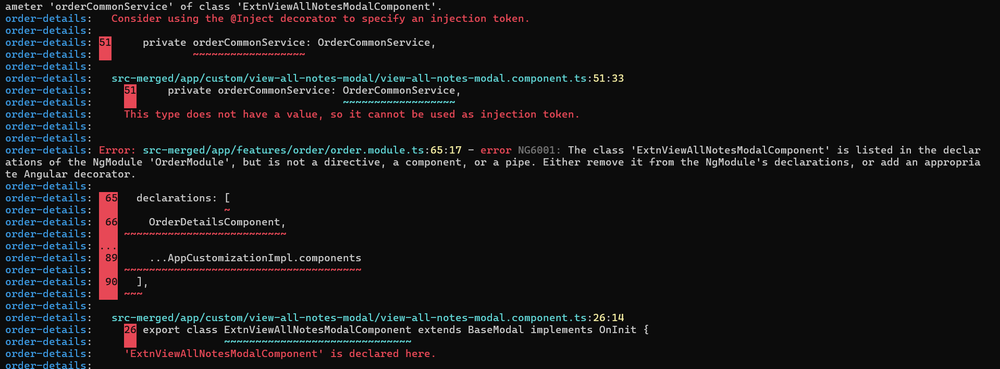 ameter 'orderCommonService' of class 'ExtnViewAllNotesModalComponent'.
order-details:   Consider using the @Inject decorator to specify an injection token.
order-details:
order-details: 51     private orderCommonService: OrderCommonService,
order-details:                ~~~~~~~~~~~~~~~~~~
order-details:
order-details:   src-merged/app/custom/view-all-notes-modal/view-all-notes-modal.component.ts:51:33
order-details:     51     private orderCommonService: OrderCommonService,
order-details:                                        ~~~~~~~~~~~~~~~~~~
order-details:     This type does not have a value, so it cannot be used as injection token.
order-details:
order-details:
order-details: Error: src-merged/app/features/order/order.module.ts:65:17 - error NG6001: The class 'ExtnViewAllNotesModalComponent' is listed in the declar
ations of the NgModule 'OrderModule', but is not a directive, a component, or a pipe. Either remove it from the NgModule's declarations, or add an appropria
te Angular decorator.
order-details:
order-details:  65   declarations: [
order-details:                     ~
order-details:  66     OrderDetailsComponent,
order-details:     ~~~~~~~~~~~~~~~~~~~~~~~~~~
order-details: ...
order-details:  89     ...AppCustomizationImpl.components
order-details:     ~~~~~~~~~~~~~~~~~~~~~~~~~~~~~~~~~~~~~~
order-details:  90   ],
order-details:     ~~~
order-details:
order-details:   src-merged/app/custom/view-all-notes-modal/view-all-notes-modal.component.ts:26:14
order-details:     26 export class ExtnViewAllNotesModalComponent extends BaseModal implements OnInit {
order-details:                     ~~~~~~~~~~~~~~~~~~~~~~~~~~~~~~
order-details:     'ExtnViewAllNotesModalComponent' is declared here.
order-details: